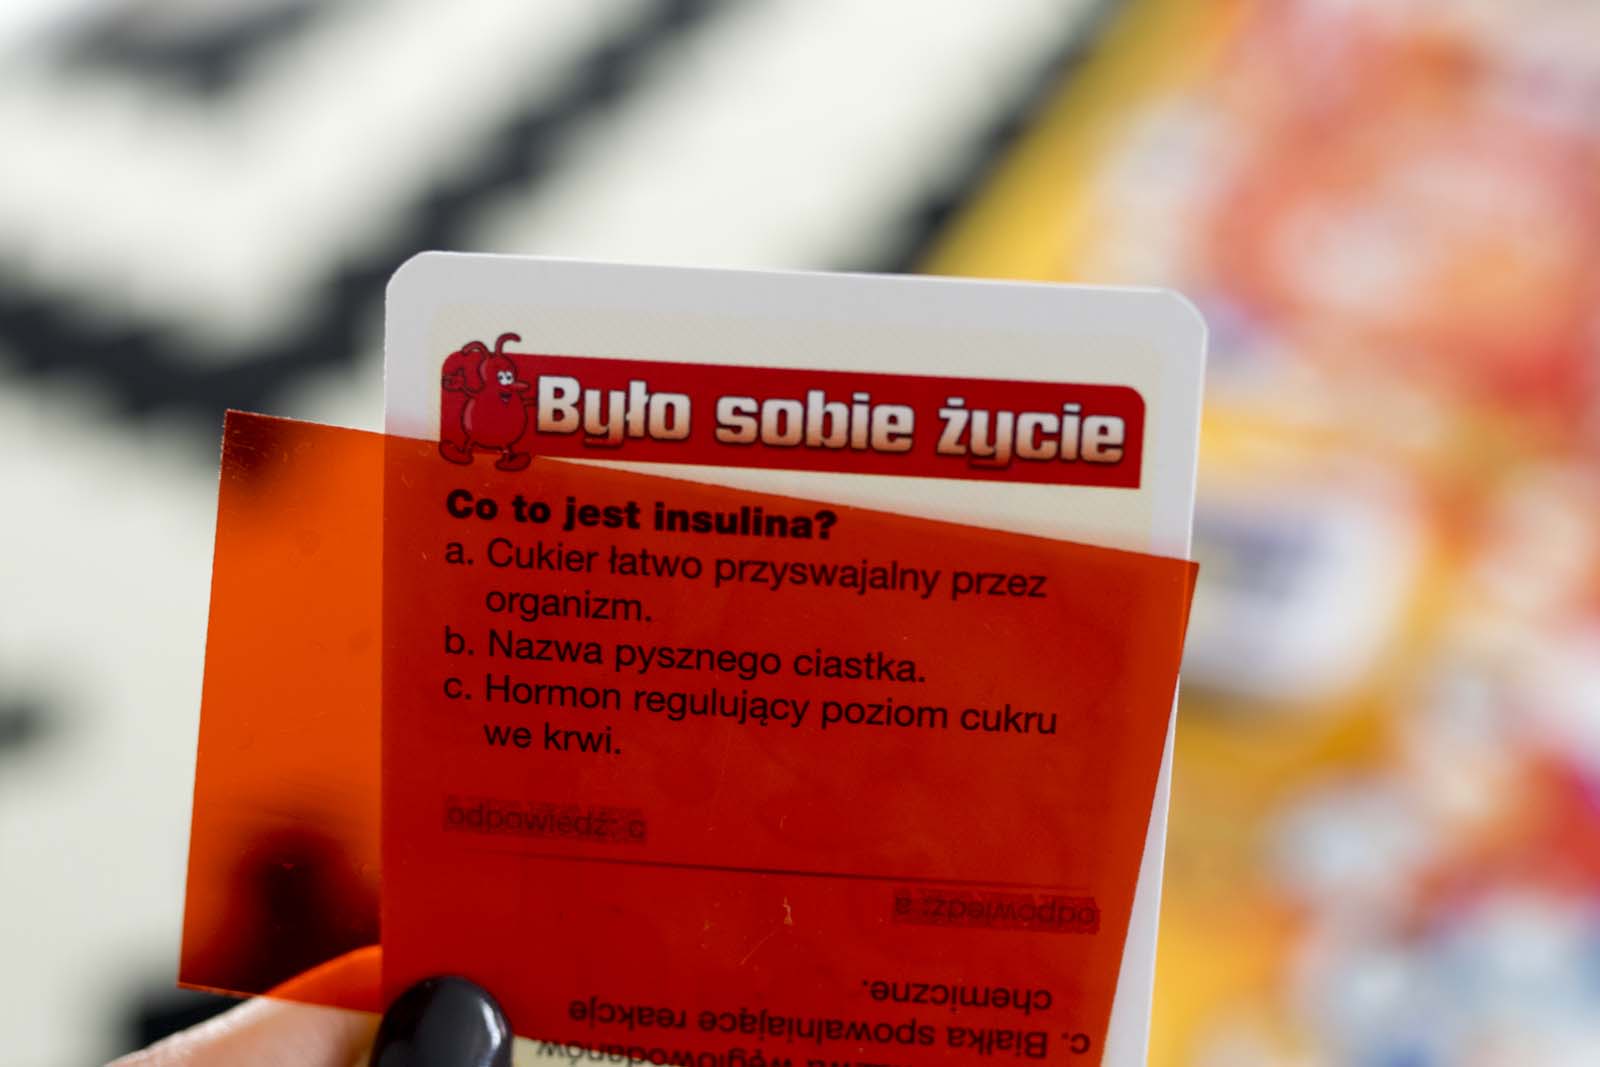 Było sobie życie
Co to jest insulina?
a. Cukier łatwo przyswajalny przez
organizm.
b. Nazwa pysznego ciastka.
c. Hormon regulujący poziom cukru
we krwi.
odpowiedź: c
odpowiedź: a
chemiczne.
c. Białka spowalniające reakcje
węglowodanów.